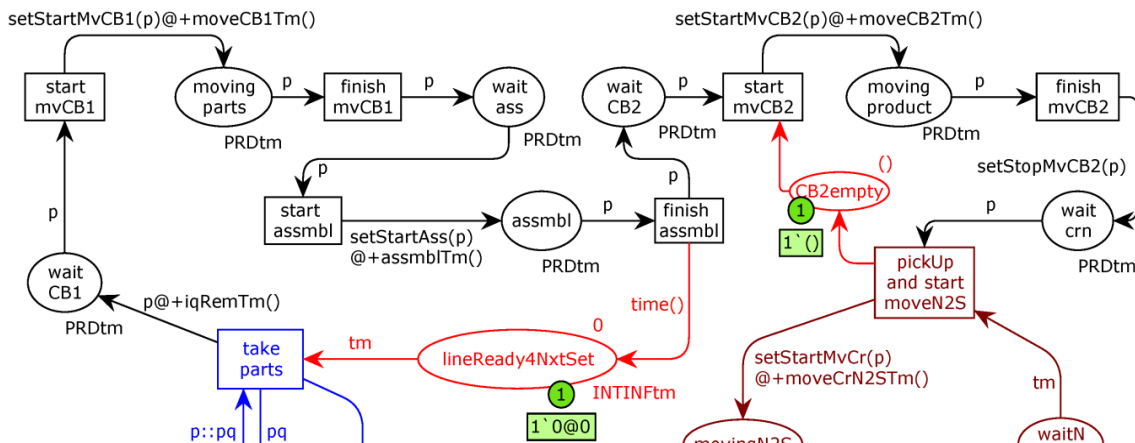 setStartMvCB1(p)@+moveCB1Tm()
setStartMvCB2(p)@+moveCB2Tm()
start
mvCB1
moving
parts
PRDtm
p
finish
mvCB1
p
wait
ass
PRDtm
wait
CB2
PRDtm
p
start
mvCB2
moving
product
PRDtm
p
finish
mvCB2
p
p
p
start
assmbl
setStartAss(p)
@+assmblTm()
assmbl
PRDtm
p
finish
assmbl
()
CB2empty
1
1`()
setStopMvCB2(p)
p
wait
crn
PRDtm
wait
CB1
PRDtm
p@+iqRemTm()
time()
pickUp
and start
moveN2S
take
parts
tm
0
lineReady4NxtSet
INTINFtm
1
1`0@0
setStartMvCr(p)
@+moveCrN2STm()
tm
p::pq
pq
movingN2S
waitN